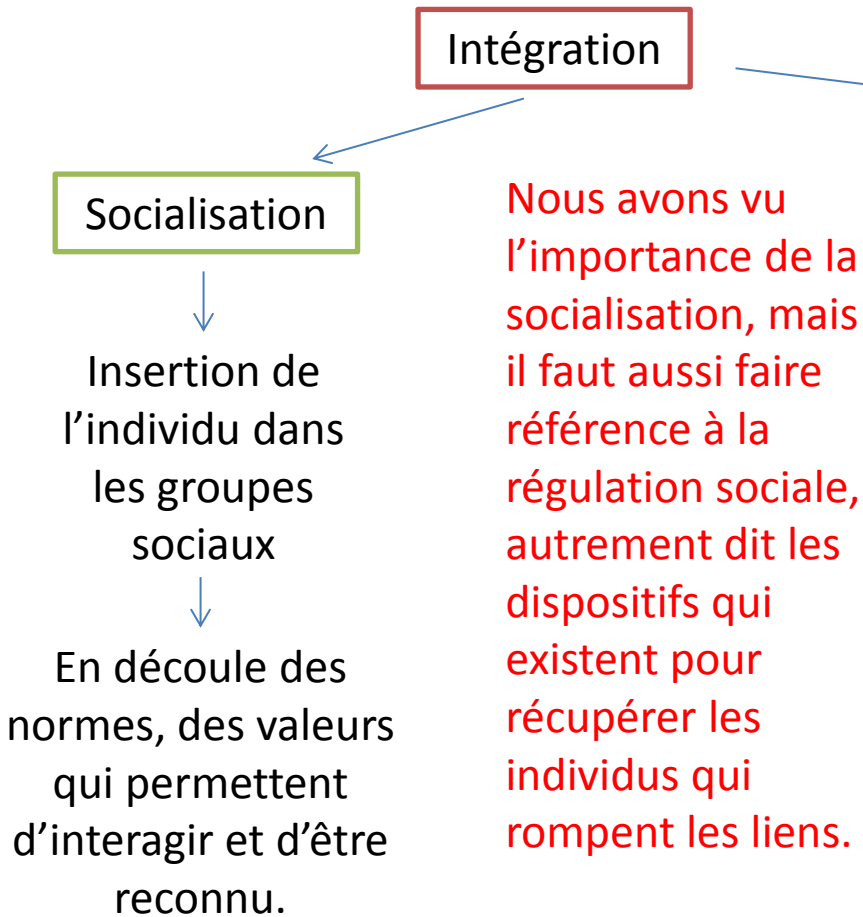 Intégration
Socialisation
Insertion de
l’individu dans
les groupes
sociaux
En découle des
normes, des valeurs
qui permettent
d’interagir et d’être
reconnu.
Nous avons vu
l’importance de la
socialisation, mais
il faut aussi faire
référence à la
régulation sociale,
autrement dit les
dispositifs qui
existent pour
récupérer les
individus qui
rompent les liens.